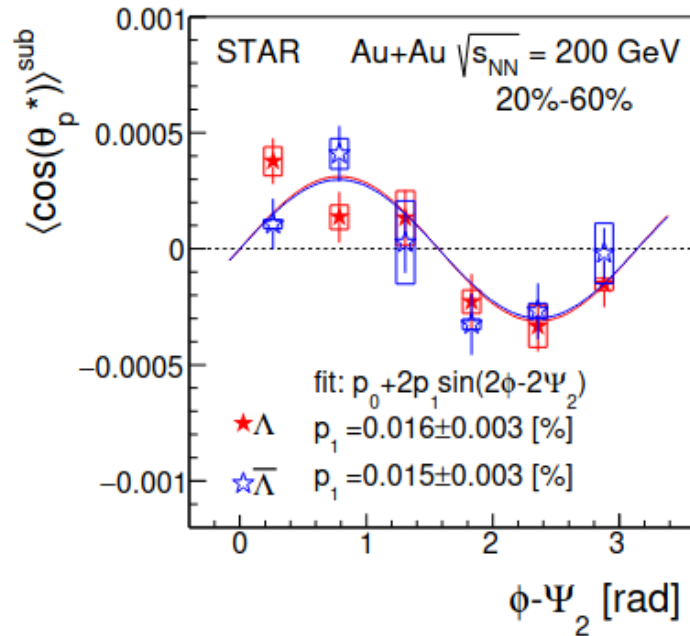 0.001
STAR Au+Au √s_NN = 200 GeV
20%-60%
⟨cos(θ_p*)⟩^sub
0.0005
0
−0.0005
−0.001
fit: p_0+2p_1sin(2ϕ-2Ψ_2)
Λ p_1=0.016±0.003 [%]
Λ̅ p_1=0.015±0.003 [%]
0 1 2 3
ϕ-Ψ_2 [rad]